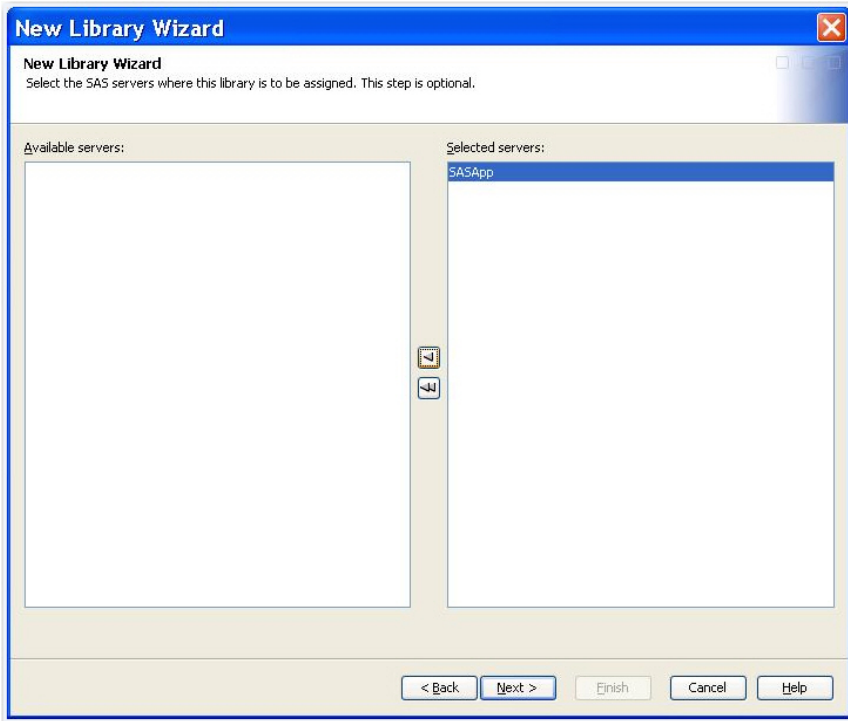 New Library Wizard
New Library Wizard
Select the SAS servers where this library is to be assigned. This step is optional.
Available servers:
Selected servers:
SASApp
< Back
Next >
Finish
Cancel
Help